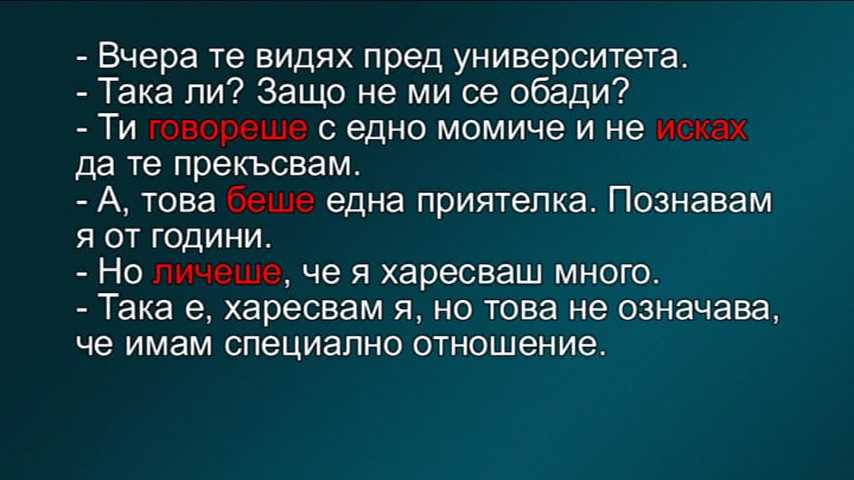 - Вчера те видях пред университета.
- Така ли? Защо не ми се обади?
- Ти говореше с едно момиче и не исках
да те прекъсвам.
- А, това беше една приятелка. Познавам
я от години.
- Но личеше, че я харесваш много.
- Така е, харесвам я, но това не означава,
че имам специално отношение.